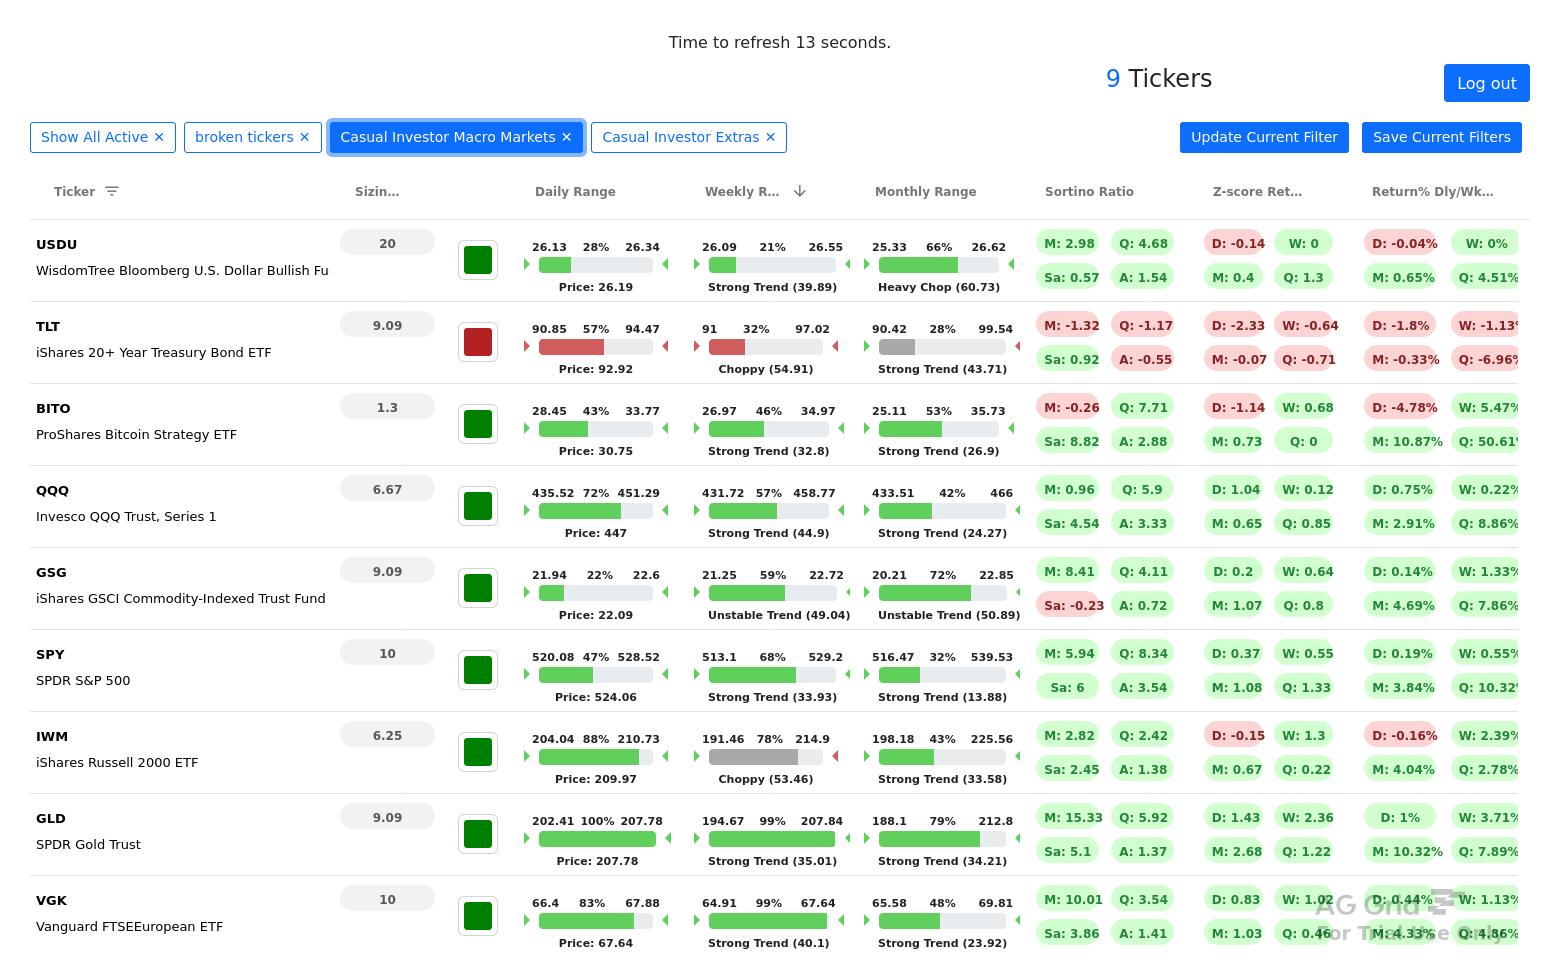 Time to refresh 13 seconds.
9 Tickers
Log out
Show All Active ✕ broken tickers ✕ Casual Investor Macro Markets ✕ Casual Investor Extras ✕ Update Current Filter Save Current Filters
Ticker Sizin... Daily Range Weekly R... Monthly Range Sortino Ratio Z-score Ret... Return% Dly/Wk...
USDU 20 26.13 28% 26.34 26.09 21% 26.55 25.33 66% 26.62 M: 2.98 Q: 4.68 D: -0.14 W: 0 D: -0.04% W: 0%
WisdomTree Bloomberg U.S. Dollar Bullish Fu Sa: 0.57 A: 1.54 M: 0.4 Q: 1.3 M: 0.65% Q: 4.51%
Price: 26.19 Strong Trend (39.89) Heavy Chop (60.73)
TLT 9.09 90.85 57% 94.47 91 32% 97.02 90.42 28% 99.54 M: -1.32 Q: -1.17 D: -2.33 W: -0.64 D: -1.8% W: -1.13%
iShares 20+ Year Treasury Bond ETF Sa: 0.92 A: -0.55 M: -0.07 Q: -0.71 M: -0.33% Q: -6.96%
Price: 92.92 Choppy (54.91) Strong Trend (43.71)
BITO 1.3 28.45 43% 33.77 26.97 46% 34.97 25.11 53% 35.73 M: -0.26 Q: 7.71 D: -1.14 W: 0.68 D: -4.78% W: 5.47%
ProShares Bitcoin Strategy ETF Sa: 8.82 A: 2.88 M: 0.73 Q: 0 M: 10.87% Q: 50.61%
Price: 30.75 Strong Trend (32.8) Strong Trend (26.9)
QQQ 6.67 435.52 72% 451.29 431.72 57% 458.77 433.51 42% 466 M: 0.96 Q: 5.9 D: 1.04 W: 0.12 D: 0.75% W: 0.22%
Invesco QQQ Trust, Series 1 Sa: 4.54 A: 3.33 M: 0.65 Q: 0.85 M: 2.91% Q: 8.86%
Price: 447 Strong Trend (44.9) Strong Trend (24.27)
GSG 9.09 21.94 22% 22.6 21.25 59% 22.72 20.21 72% 22.85 M: 8.41 Q: 4.11 D: 0.2 W: 0.64 D: 0.14% W: 1.33%
iShares GSCI Commodity-Indexed Trust Fund Sa: -0.23 A: 0.72 M: 1.07 Q: 0.8 M: 4.69% Q: 7.86%
Price: 22.09 Unstable Trend (49.04) Unstable Trend (50.89)
SPY 10 520.08 47% 528.52 513.1 68% 529.2 516.47 32% 539.53 M: 5.94 Q: 8.34 D: 0.37 W: 0.55 D: 0.19% W: 0.55%
SPDR S&P 500 Sa: 6 A: 3.54 M: 1.08 Q: 1.33 M: 3.84% Q: 10.32%
Price: 524.06 Strong Trend (33.93) Strong Trend (13.88)
IWM 6.25 204.04 88% 210.73 191.46 78% 214.9 198.18 43% 225.56 M: 2.82 Q: 2.42 D: -0.15 W: 1.3 D: -0.16% W: 2.39%
iShares Russell 2000 ETF Sa: 2.45 A: 1.38 M: 0.67 Q: 0.22 M: 4.04% Q: 2.78%
Price: 209.97 Choppy (53.46) Strong Trend (33.58)
GLD 9.09 202.41 100% 207.78 194.67 99% 207.84 188.1 79% 212.8 M: 15.33 Q: 5.92 D: 1.43 W: 2.36 D: 1% W: 3.71%
SPDR Gold Trust Sa: 5.1 A: 1.37 M: 2.68 Q: 1.22 M: 10.32% Q: 7.89%
Price: 207.78 Strong Trend (35.01) Strong Trend (34.21)
VGK 10 66.4 83% 67.88 64.91 99% 67.64 65.58 48% 69.81 M: 10.01 Q: 3.54 D: 0.83 W: 1.02 D: 0.44% W: 1.13%
Vanguard FTSEEuropean ETF Sa: 3.86 A: 1.41 M: 1.03 Q: 0.46 M: 4.33% Q: 4.86%
Price: 67.64 Strong Trend (40.1) Strong Trend (23.92)
AG Grid
For Trial Use Only